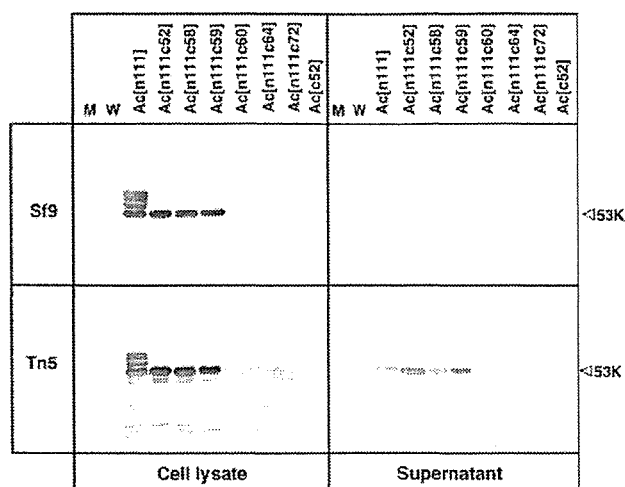 M W Ac[n111] Ac[n111c52] Ac[n111c58] Ac[n111c59] Ac[n111c60] Ac[n111c64] Ac[n111c72] Ac[c52] M W Ac[n111] Ac[n111c52] Ac[n111c58] Ac[n111c59] Ac[n111c60] Ac[n111c64] Ac[n111c72] Ac[c52]
Sf9 ◁53K
Tn5 ◁53K
Cell lysate Supernatant